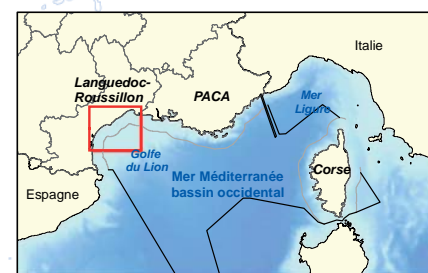 Italie
Languedoc-
Roussillon
PACA
Mer
Ligure
Golfe
du Lion
Mer Méditerranée
bassin occidental
Corse
Espagne